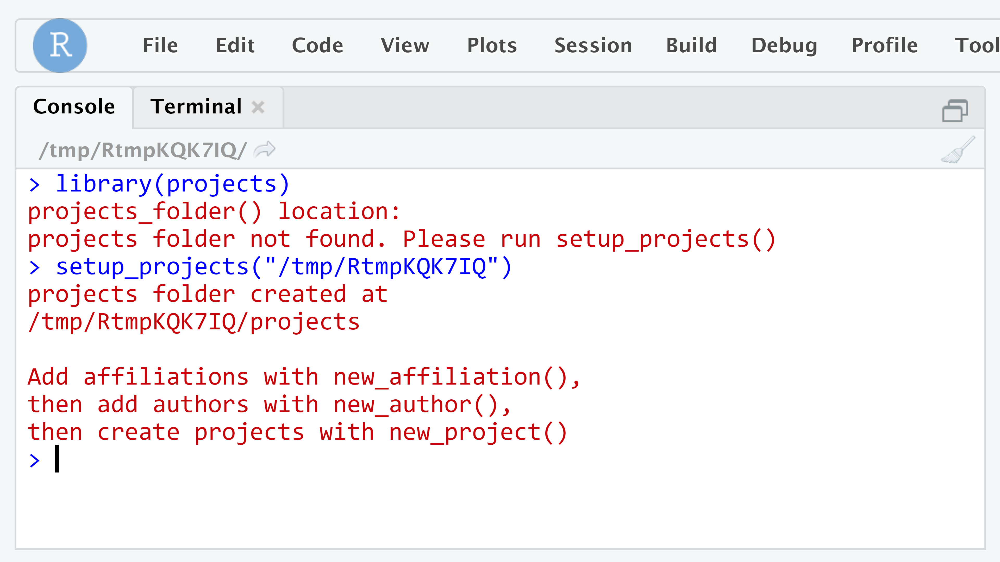 R File Edit Code View Plots Session Build Debug Profile Tool
Console Terminal
/tmp/RtmpKQK7IQ/
> library(projects)
projects_folder() location:
projects folder not found. Please run setup_projects()
> setup_projects("/tmp/RtmpKQK7IQ")
projects folder created at
/tmp/RtmpKQK7IQ/projects
Add affiliations with new_affiliation(),
then add authors with new_author(),
then create projects with new_project()
>